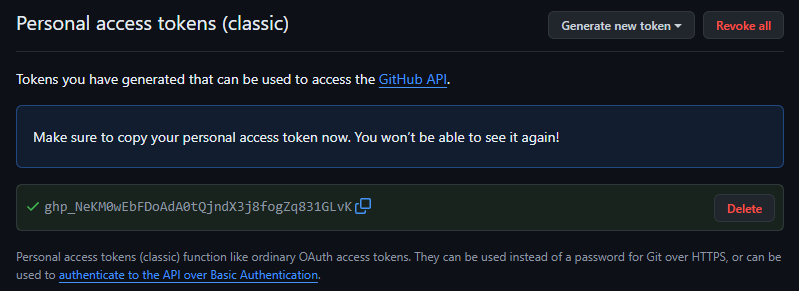 Personal access tokens (classic)
Generate new token
Revoke all
Tokens you have generated that can be used to access the GitHub API.
Make sure to copy your personal access token now. You won’t be able to see it again!
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
Delete
Personal access tokens (classic) function like ordinary OAuth access tokens. They can be used instead of a password for Git over HTTPS, or can be
used to authenticate to the API over Basic Authentication.